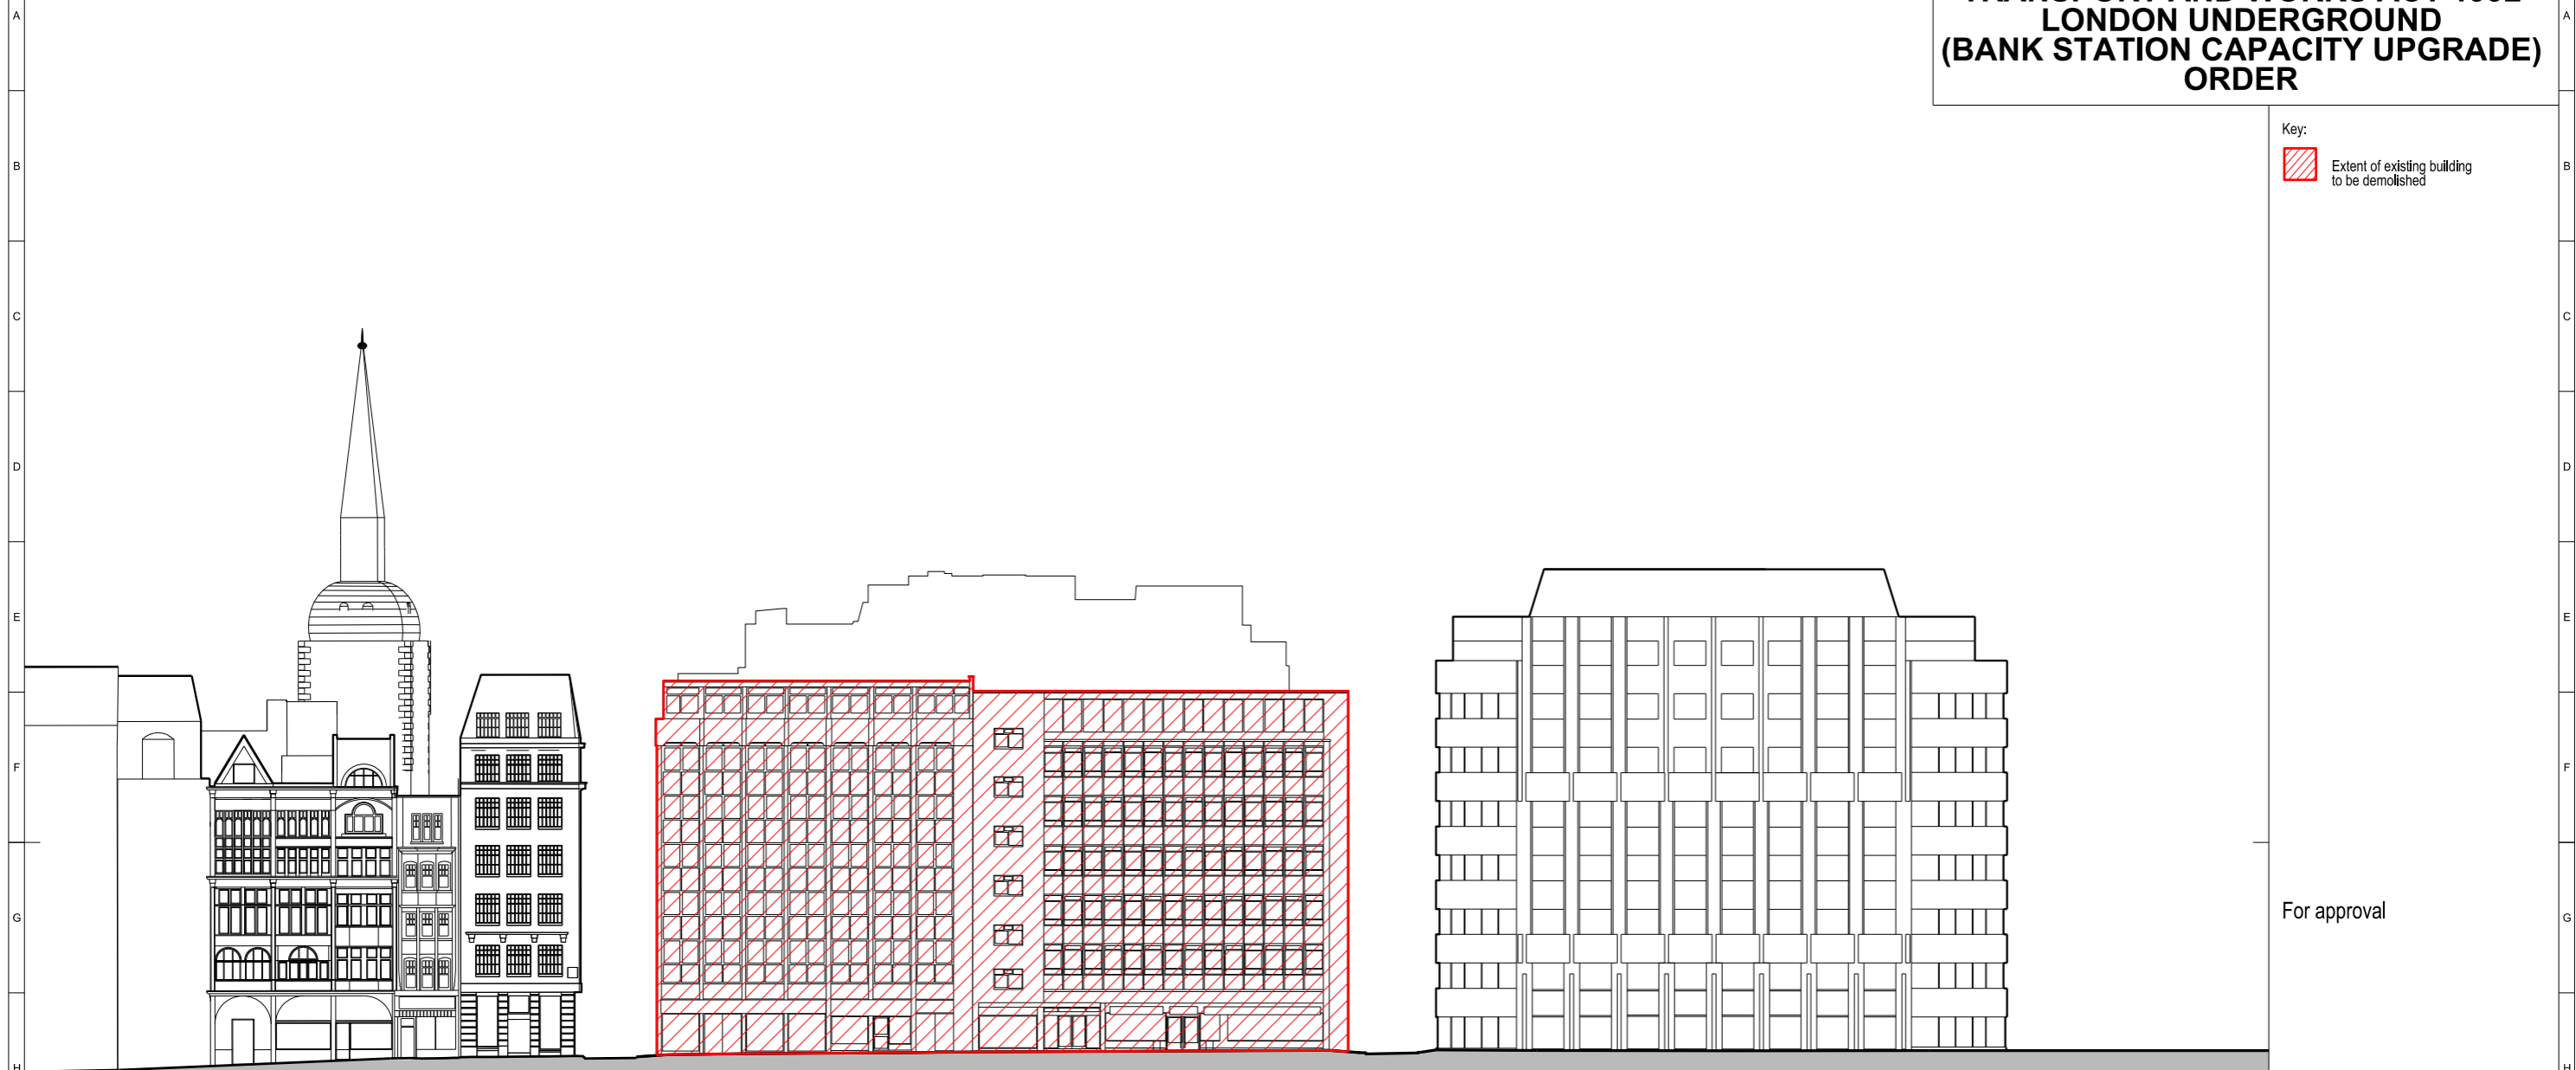 LONDON UNDERGROUND
(BANK STATION CAPACITY UPGRADE)
ORDER
Key:
Extent of existing building
to be demolished
For approval
A
B
C
D
E
F
G
H
A
B
C
D
E
F
G
H